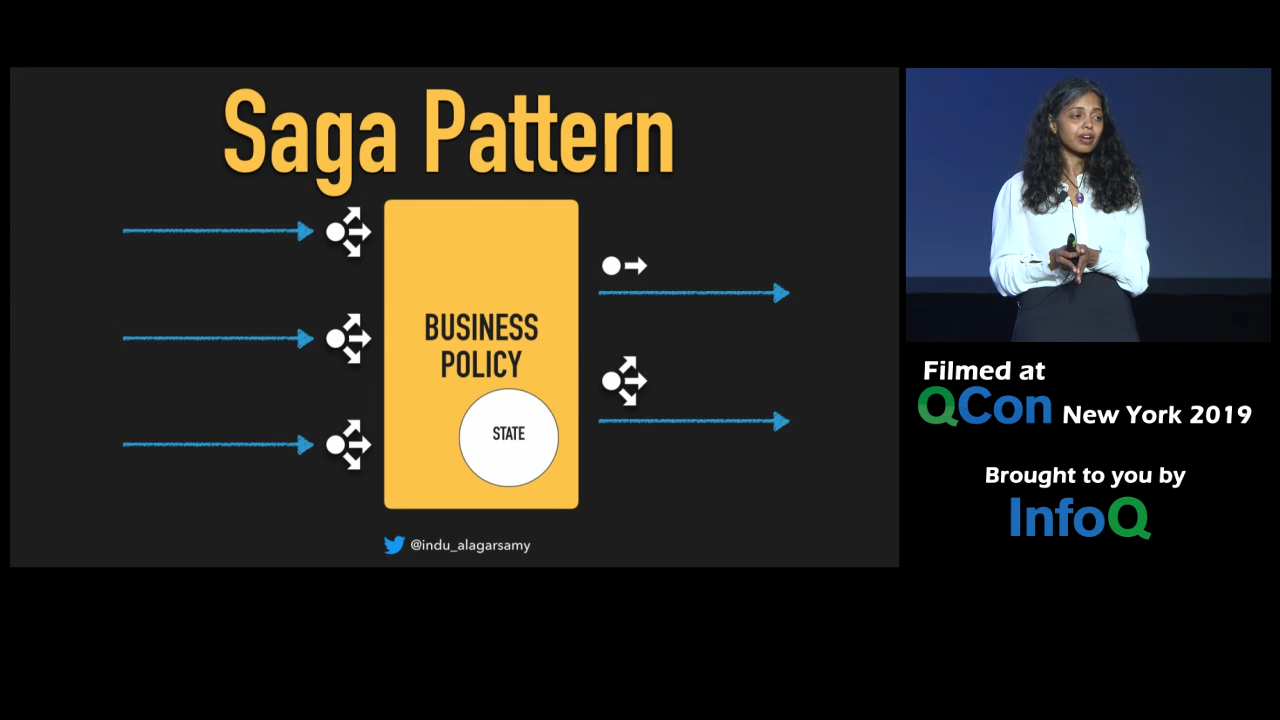 Saga Pattern
BUSINESS
POLICY
STATE
@indu_alagarsamy
Filmed at
QCon New York 2019
Brought to you by
InfoQ